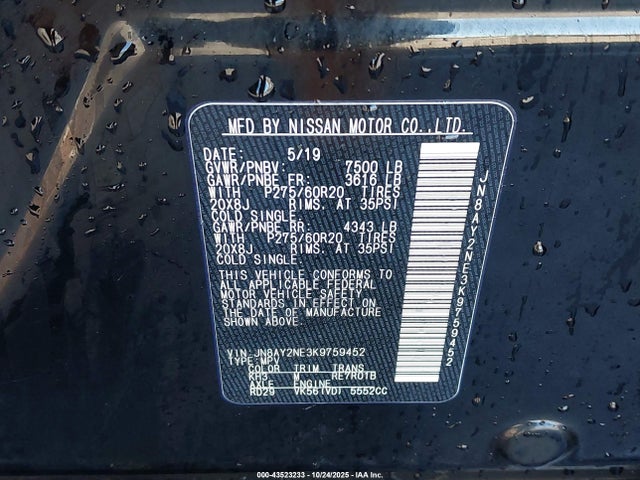 MFD BY NISSAN MOTOR CO.,LTD.
DATE: 5/19
GVWR/PNBV: 7500 LB
GAWR/PNBE FR: 3616 LB
WITH P275/60R20 TIRES
20X8J RIMS, AT 35PSI
COLD SINGLE
GAWR/PNBE RR: 4343 LB
WITH P275/60R20 TIRES
20X8J RIMS, AT 35PSI
COLD SINGLE
THIS VEHICLE CONFORMS TO
ALL APPLICABLE FEDERAL
MOTOR VEHICLE SAFETY
STANDARDS IN EFFECT ON
THE DATE OF MANUFACTURE
SHOWN ABOVE.
VIN: JN8AY2NE3K9759452
TYPE: MPV
COLOR TRIM TRANS
KH3 M RE7R01B
AXLE ENGINE
RD29 VK56(VD) 5552CC
JN8AY2NE3K9759452
000-43523233 - 10/24/2025 - IAA Inc.